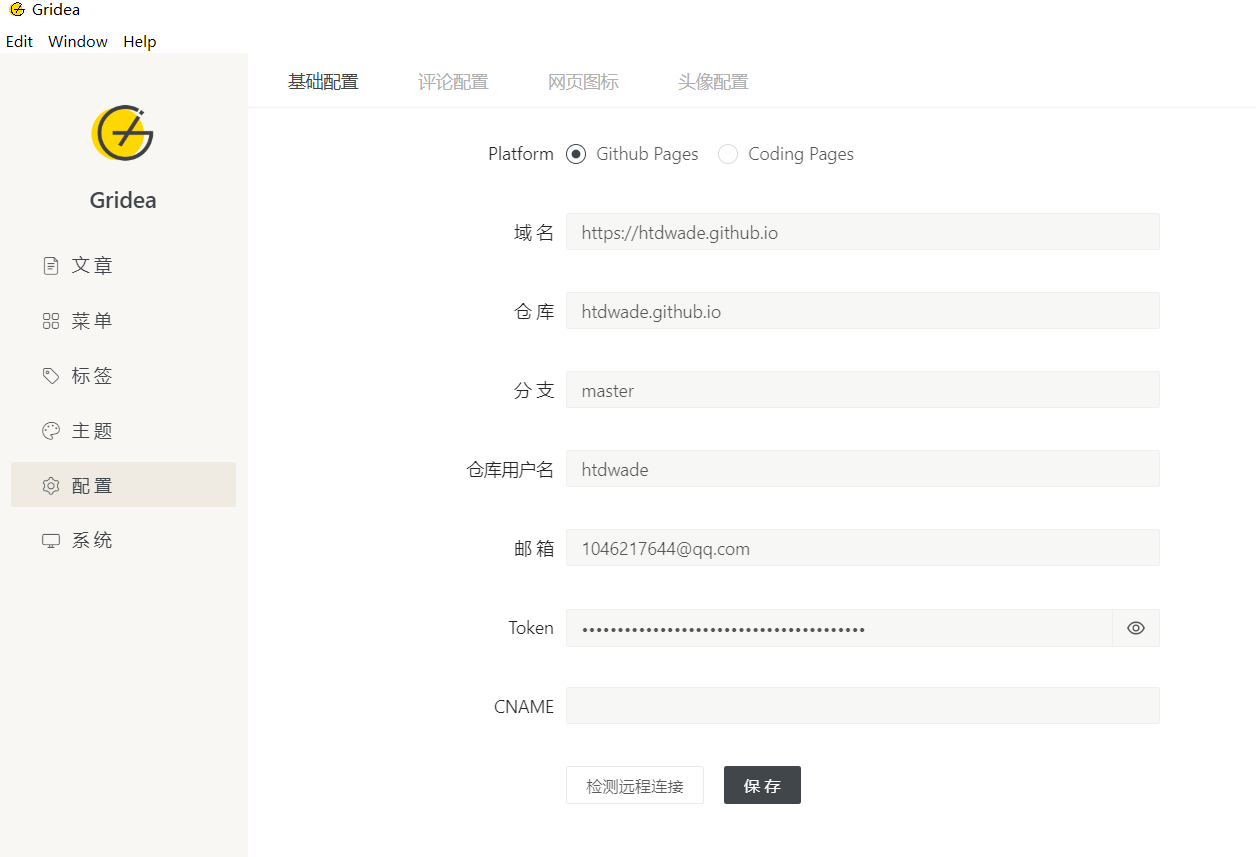 Gridea
Edit Window Help
Gridea
文章
菜单
标签
主题
配置
系统
基础配置 评论配置 网页图标 头像配置
Platform Github Pages Coding Pages
域名 https://htdwade.github.io
仓库 htdwade.github.io
分支 master
仓库用户名 htdwade
邮箱 1046217644@qq.com
Token ••••••••••••••••••••••••••••••••••••••••
CNAME
检测远程连接 保存